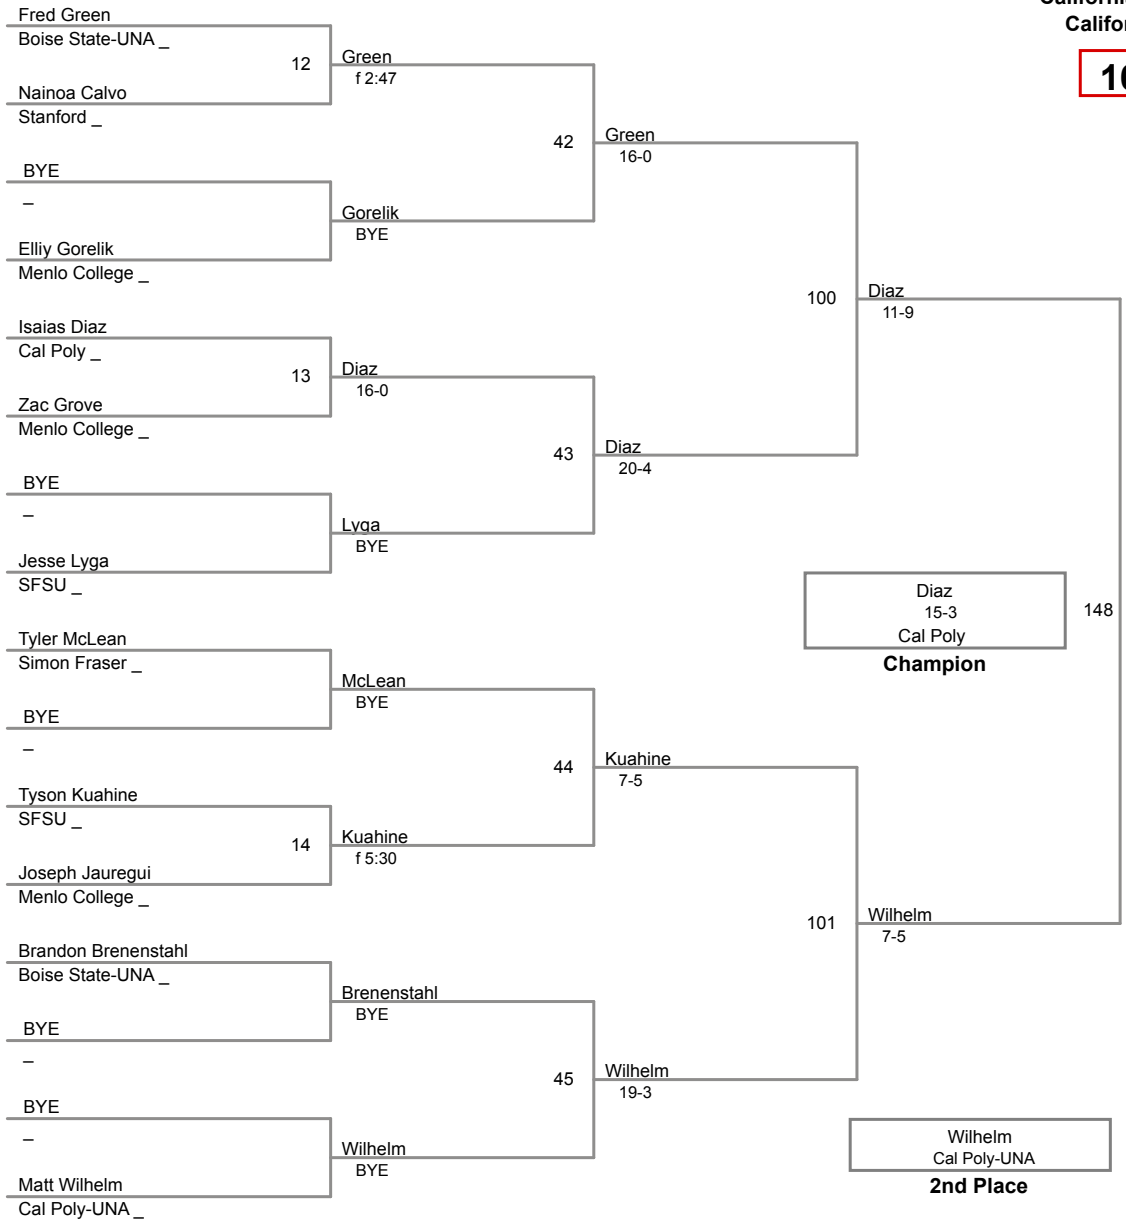 Fred Green
Boise State-UNA _
12
Green
f 2:47
Nainoa Calvo
Stanford _
42
Green
16-0
BYE
_
Gorelik
BYE
Elliy Gorelik
Menlo College _
100
Diaz
11-9
Isaias Diaz
Cal Poly _
13
Diaz
16-0
Zac Grove
Menlo College _
43
Diaz
20-4
BYE
_
Lyga
BYE
Jesse Lyga
SFSU _
Diaz
15-3
Cal Poly
Champion
148
Tyler McLean
Simon Fraser _
McLean
BYE
BYE
_
44
Kuahine
7-5
Tyson Kuahine
SFSU _
14
Kuahine
f 5:30
Joseph Jauregui
Menlo College _
101
Wilhelm
7-5
Brandon Brenenstahl
Boise State-UNA _
Brenenstahl
BYE
BYE
_
45
Wilhelm
19-3
BYE
_
Wilhelm
BYE
Matt Wilhelm
Cal Poly-UNA _
Wilhelm
Cal Poly-UNA
2nd Place